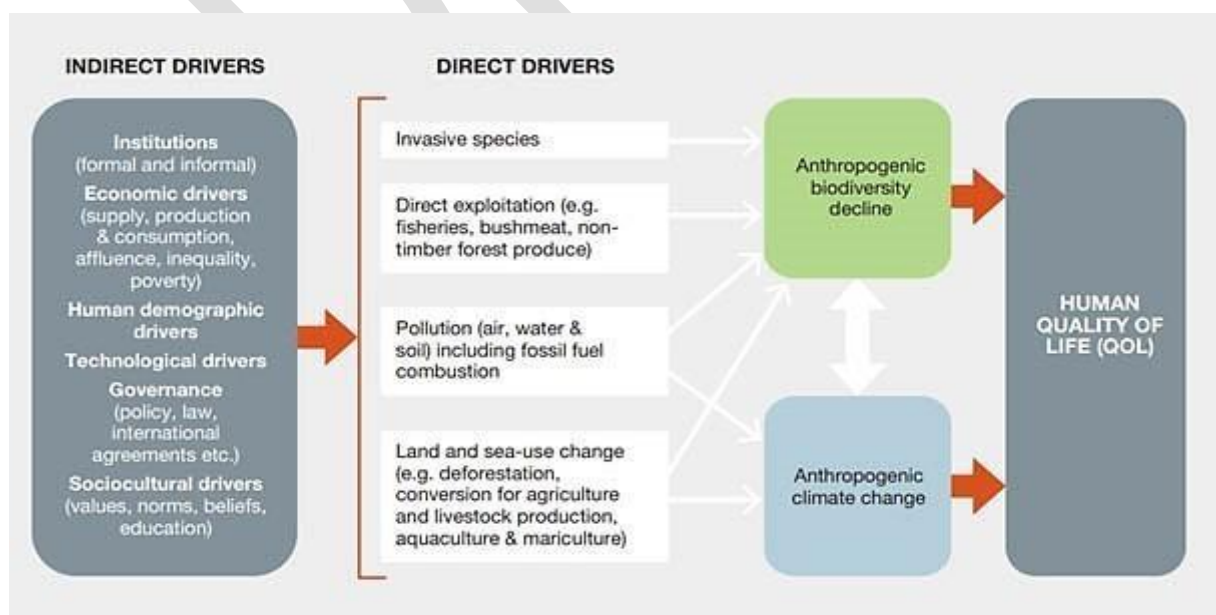 INDIRECT DRIVERS
Institutions
(formal and informal)
Economic drivers
(supply, production
& consumption,
affluence, inequality,
poverty)
Human demographic
drivers
Technological drivers
Governance
(policy, law,
international
agreements etc.)
Sociocultural drivers
(values, norms, beliefs,
education)
DIRECT DRIVERS
Invasive species
Direct exploitation (e.g.
fisheries, bushmeat, non-
timber forest produce)
Pollution (air, water &
soil) including fossil fuel
combustion
Land and sea-use change
(e.g. deforestation,
conversion for agriculture
and livestock production,
aquaculture & mariculture)
Anthropogenic
biodiversity
decline
Anthropogenic
climate change
HUMAN
QUALITY OF
LIFE (QOL)